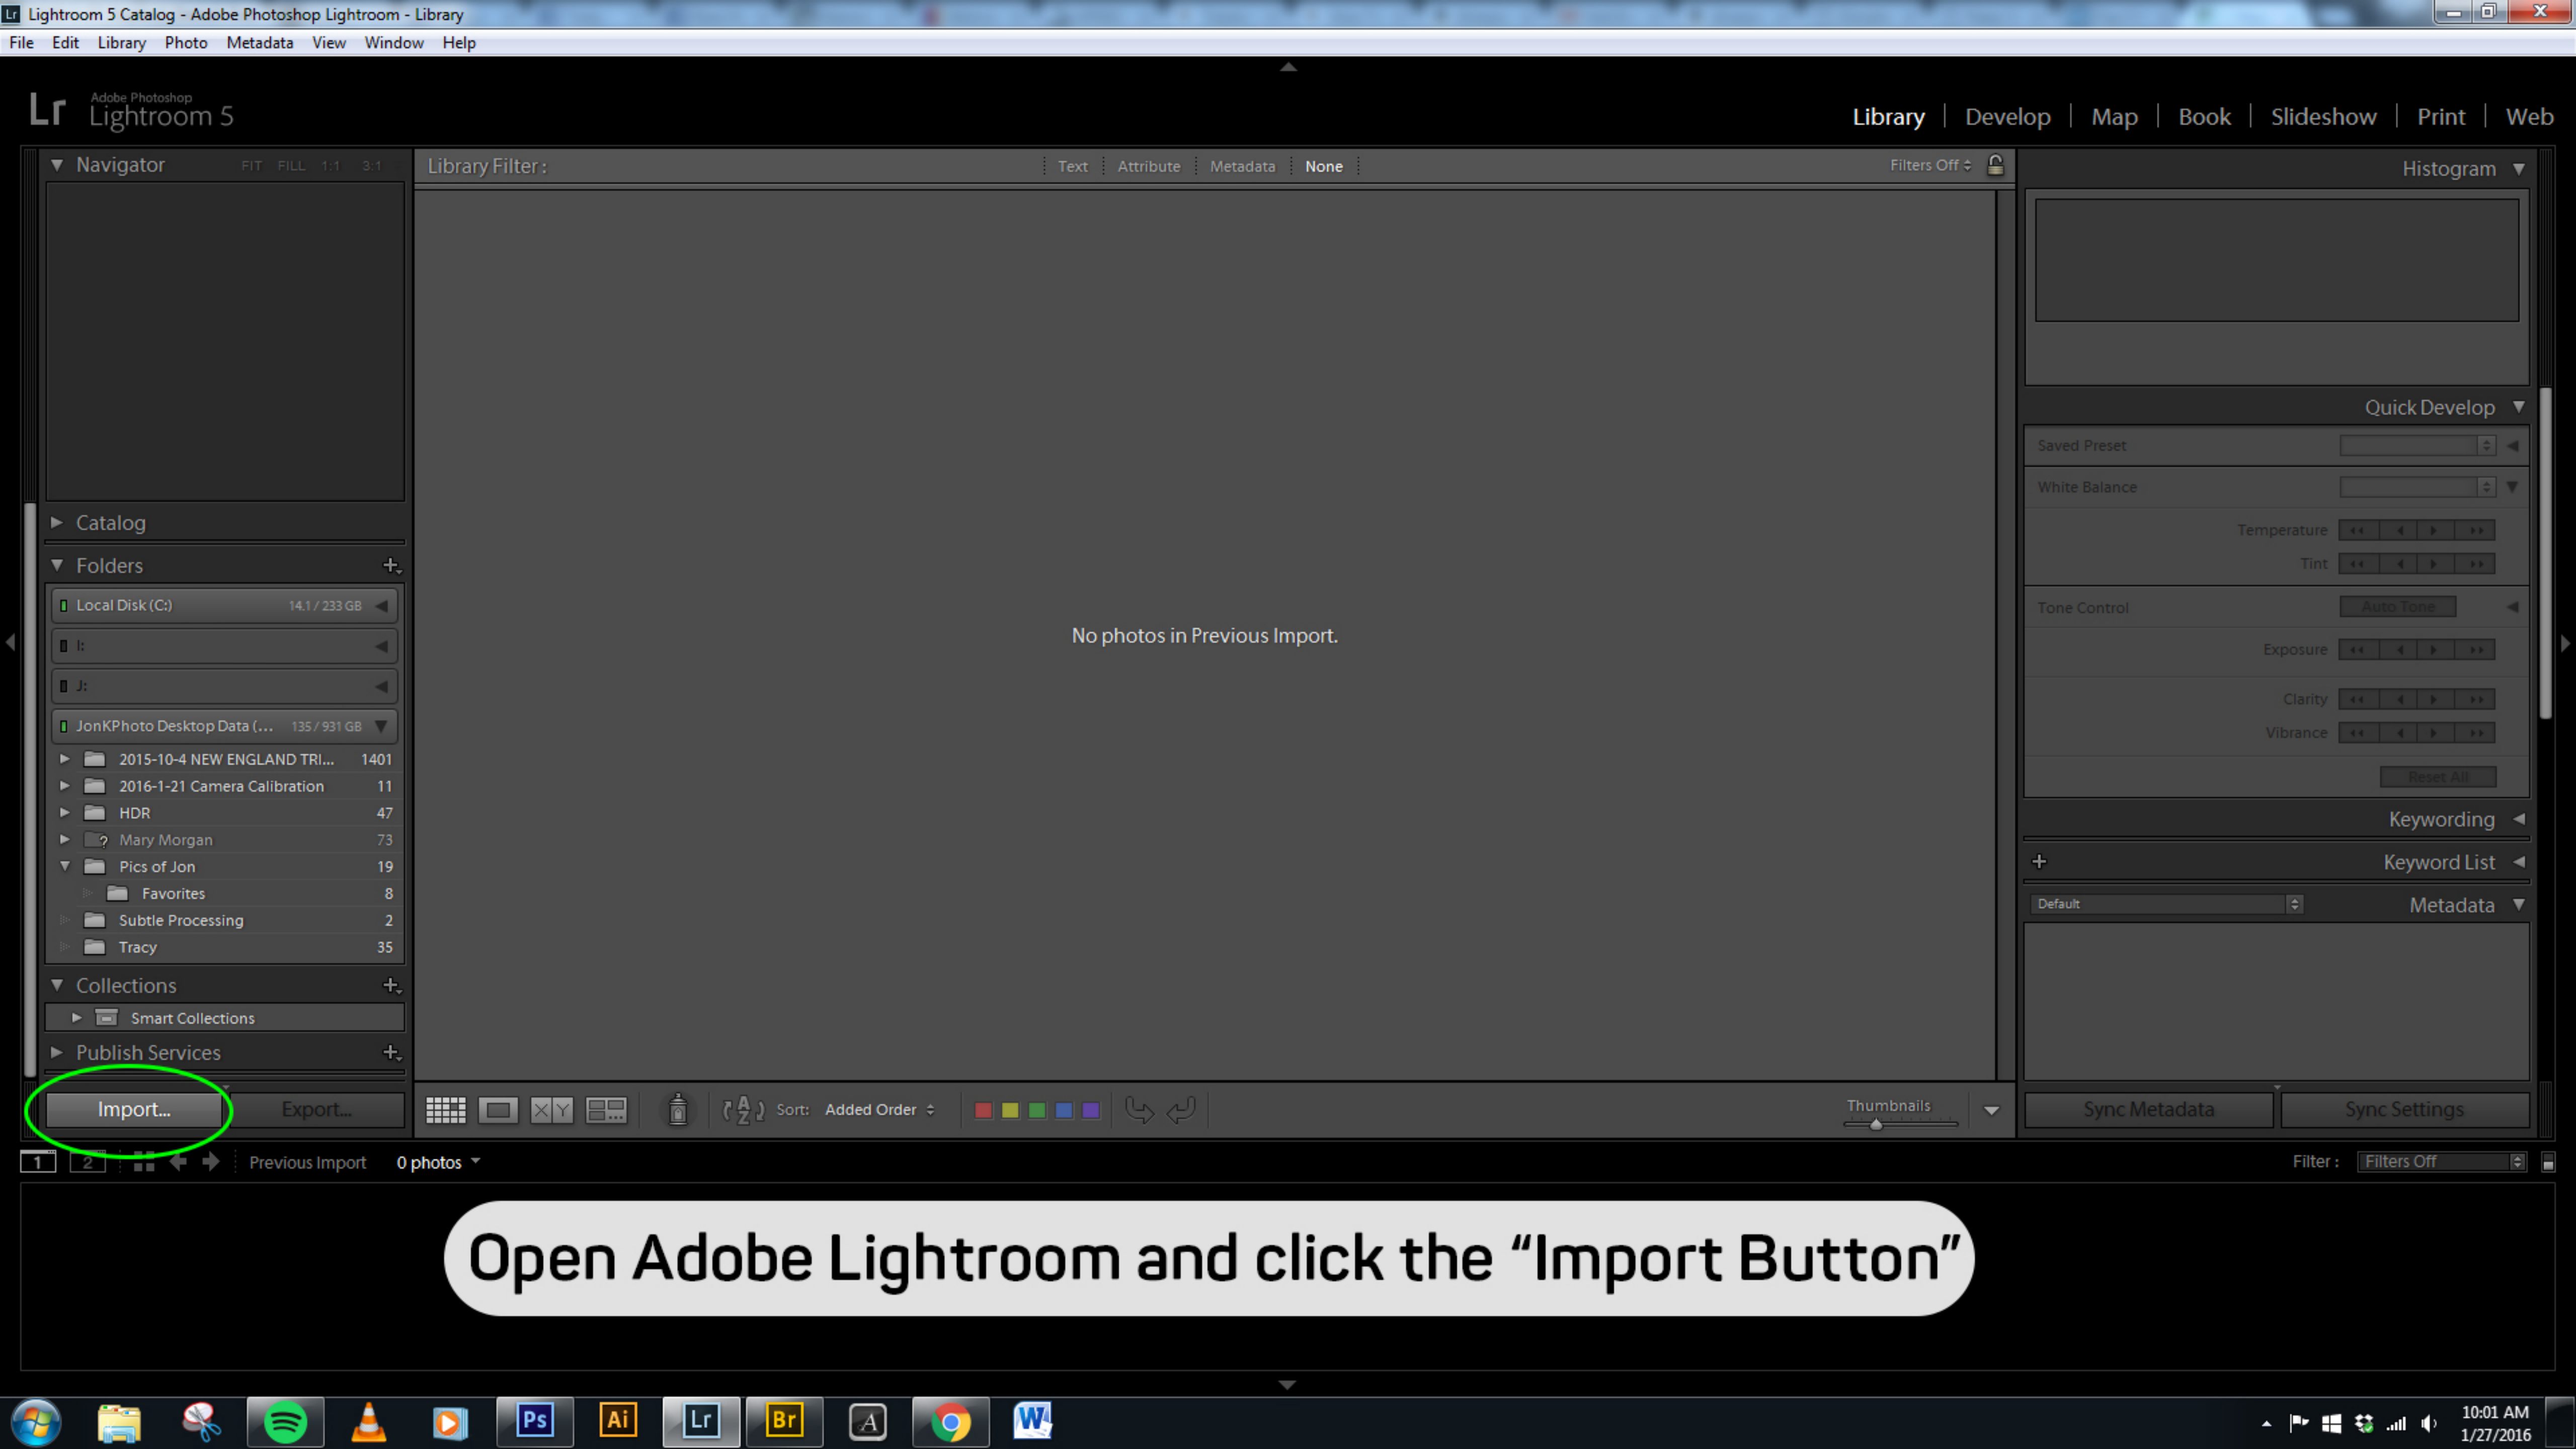 Lr Lightroom 5 Catalog - Adobe Photoshop Lightroom - Library
File Edit Library Photo Metadata View Window Help
Lr Adobe Photoshop
Lightroom 5
Library | Develop | Map | Book | Slideshow | Print | Web
Navigator FIT FILL 1:1 3:1
Library Filter : Text Attribute Metadata None Filters Off
Histogram
Quick Develop
Saved Preset
White Balance
Temperature
Tint
Tone Control Auto Tone
Exposure
Clarity
Vibrance
Reset All
Keywording
Keyword List
Default Metadata
Catalog
Folders
Local Disk (C:) 14.1 / 233 GB
I:
J:
JonKPhoto Desktop Data (... 135 / 931 GB
2015-10-4 NEW ENGLAND TRI... 1401
2016-1-21 Camera Calibration 11
HDR 47
Mary Morgan 73
Pics of Jon 19
Favorites 8
Subtle Processing 2
Tracy 35
Collections
Smart Collections
Publish Services
No photos in Previous Import.
Import... Export... XY AZ Sort: Added Order Thumbnails Sync Metadata Sync Settings
1 2 Previous Import 0 photos Filter : Filters Off
Open Adobe Lightroom and click the “Import Button”
Ps Ai Lr Br A W
10:01 AM
1/27/2016